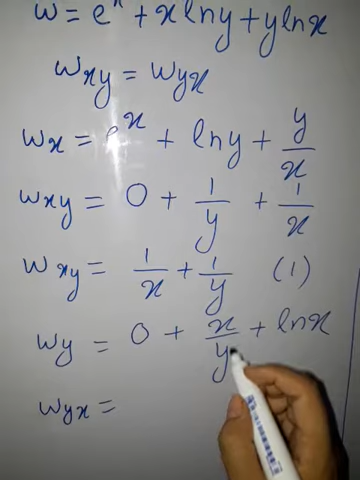 w = e^x + x ln y + y ln x
w_xy = w_yx
w_x = e^x + ln y + y/x
w_xy = 0 + 1/y + 1/x
w_xy = 1/x + 1/y (1)
w_y = 0 + x/y + ln x
w_yx =